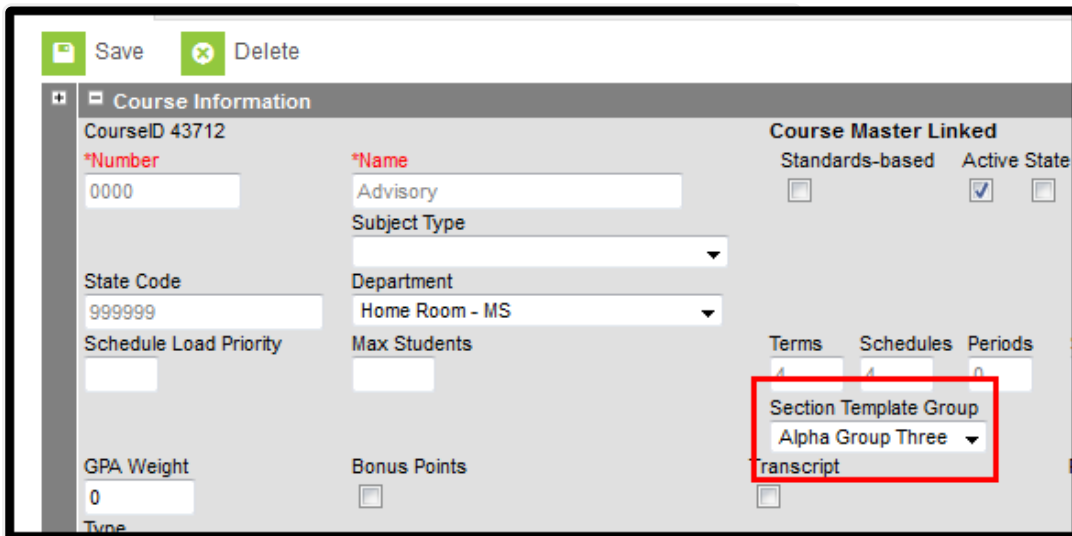 Save Delete
Course Information
CourseID 43712 Course Master Linked
*Number *Name Standards-based Active State
0000 Advisory
Subject Type
State Code Department
999999 Home Room - MS
Schedule Load Priority Max Students Terms Schedules Periods
4 4 0
Section Template Group
Alpha Group Three
GPA Weight Bonus Points Transcript
0
Type